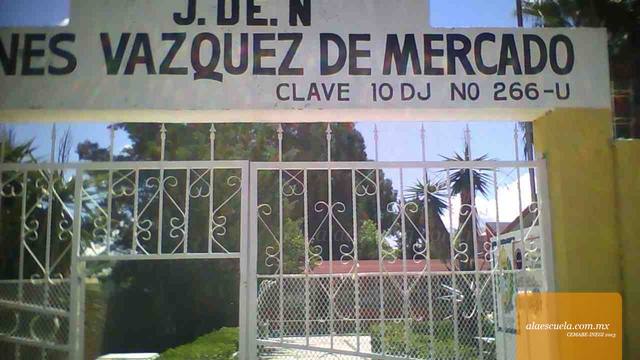 J. DE. N
NES VAZQUEZ DE MERCADO
CLAVE 10 DJ NO 266-U
alaescuela.com.mx
CEMABE-INEGI 2013